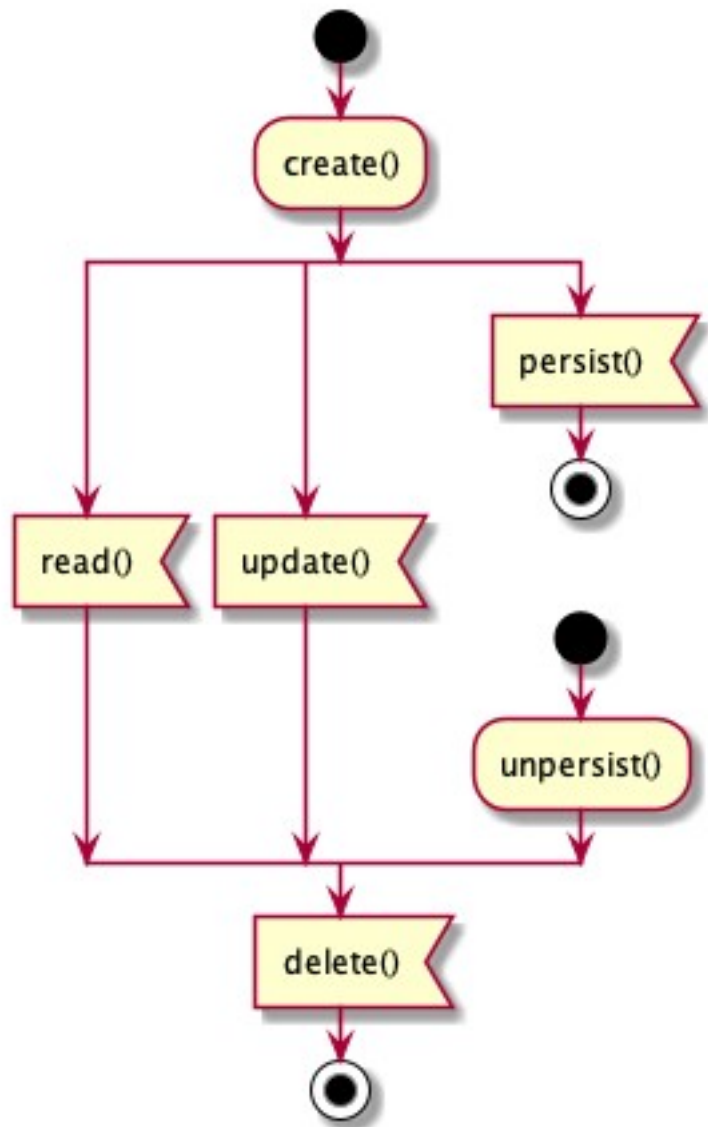 create()
persist()
read()
update()
unpersist()
delete()